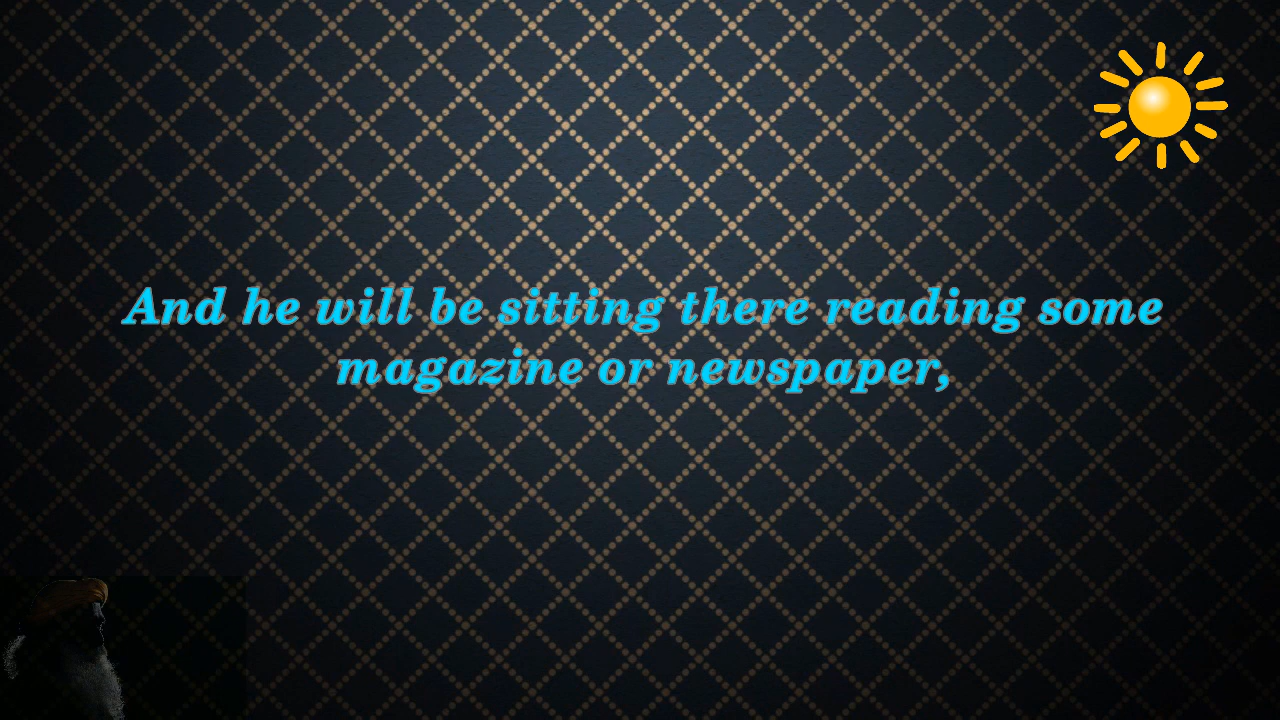 And he will be sitting there reading some
magazine or newspaper,